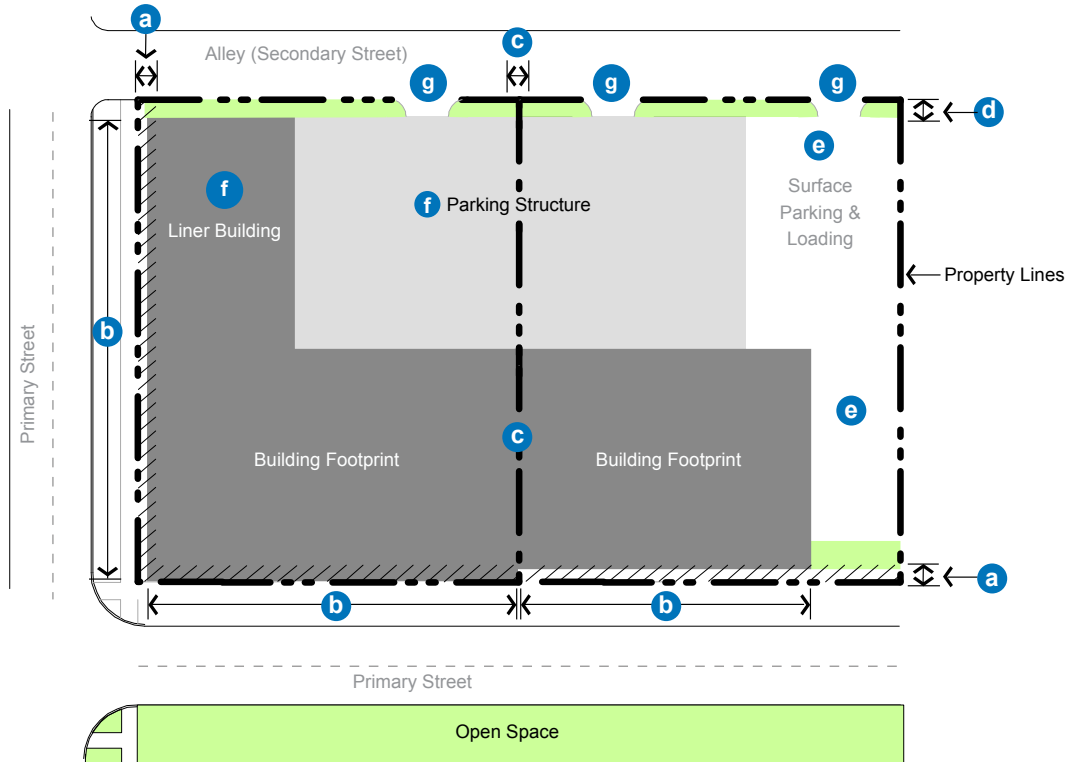 a
c
Alley (Secondary Street)
g
g
g
d
e
f
f Parking Structure
Surface
Parking &
Loading
Liner Building
Property Lines
b
Primary Street
e
c
Building Footprint
Building Footprint
a
b
b
Primary Street
Open Space